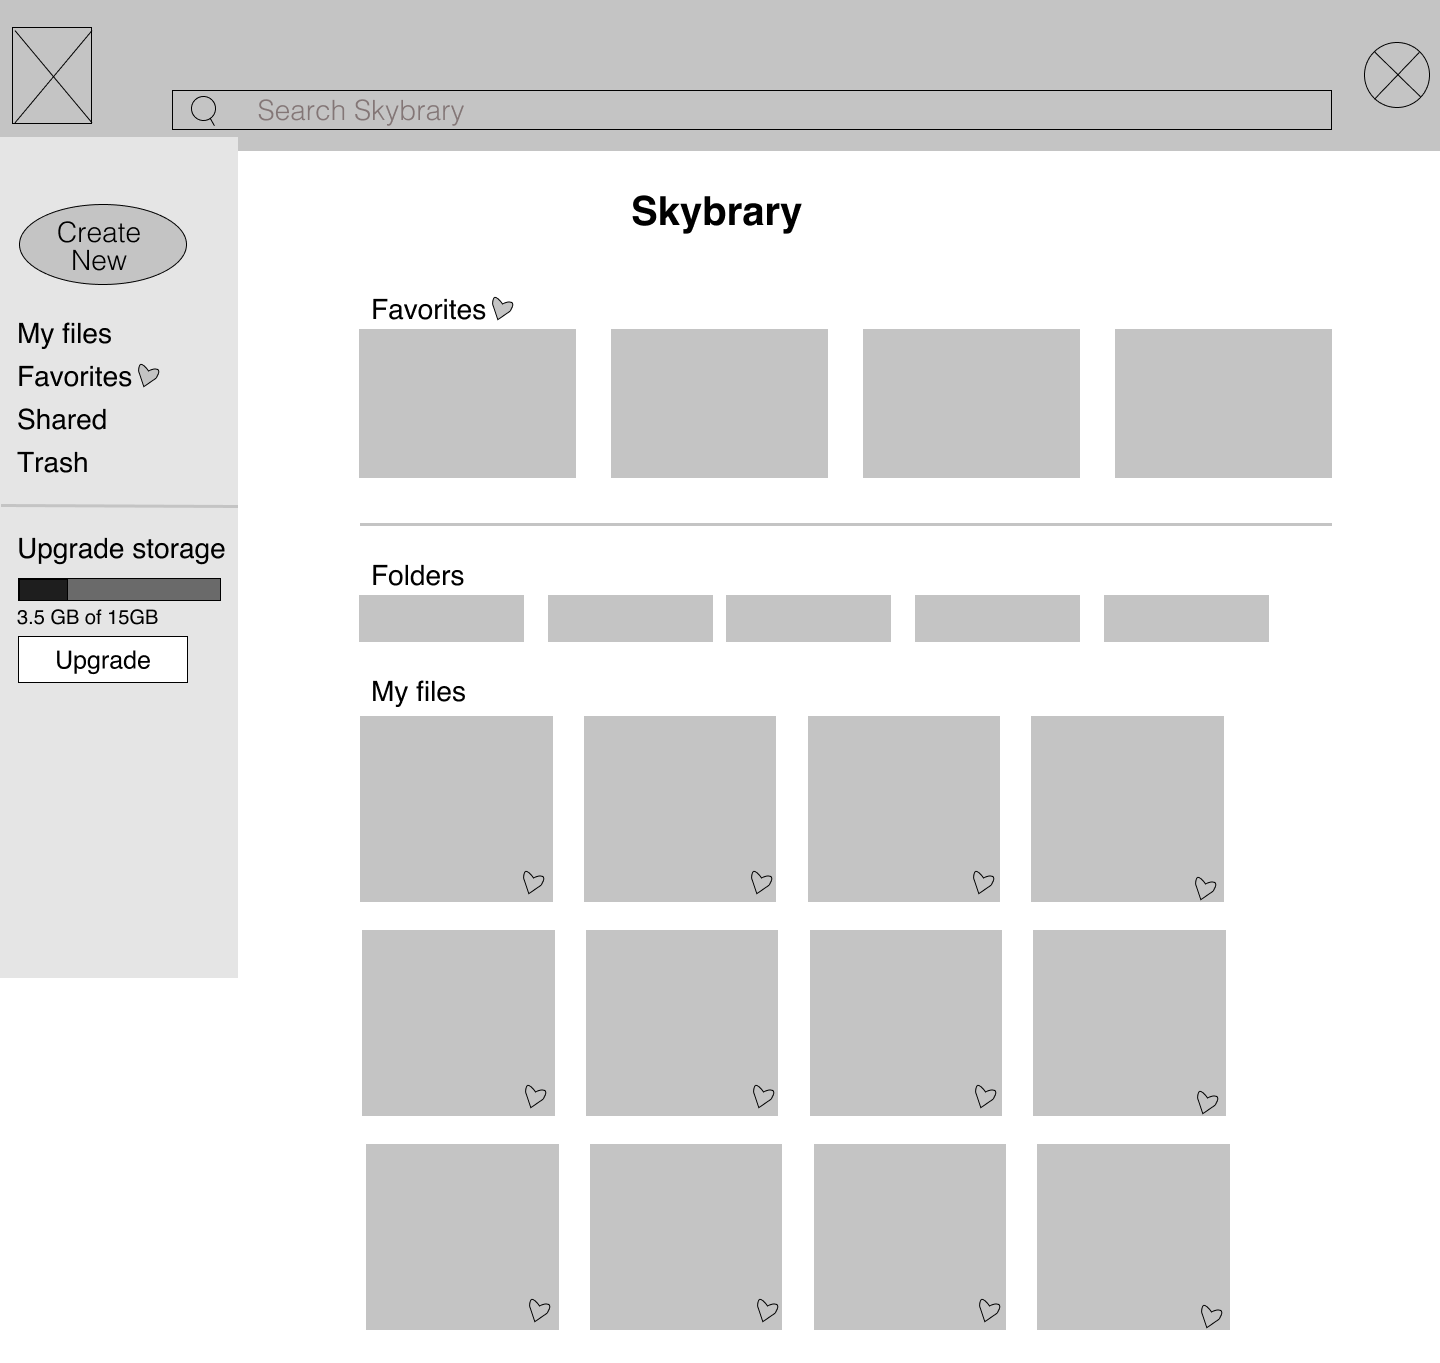 Search Skybrary
Skybrary
Create
New
My files
Favorites
Shared
Trash
Upgrade storage
3.5 GB of 15GB
Upgrade
Favorites
Folders
My files